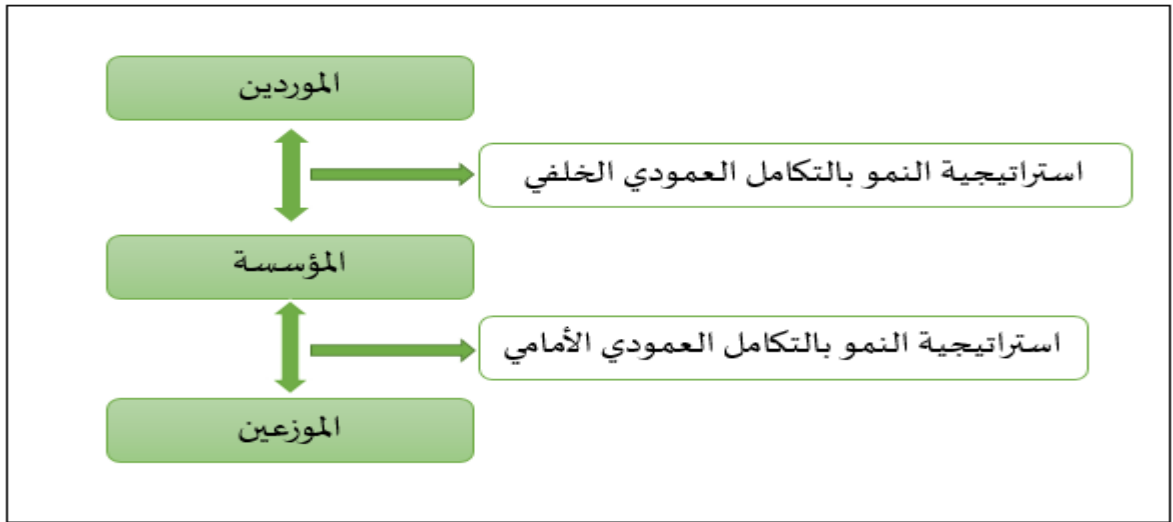 الموردين
استراتيجية النمو بالتكامل العمودي الخلفي
المؤسسة
استراتيجية النمو بالتكامل العمودي الأمامي
الموزعين